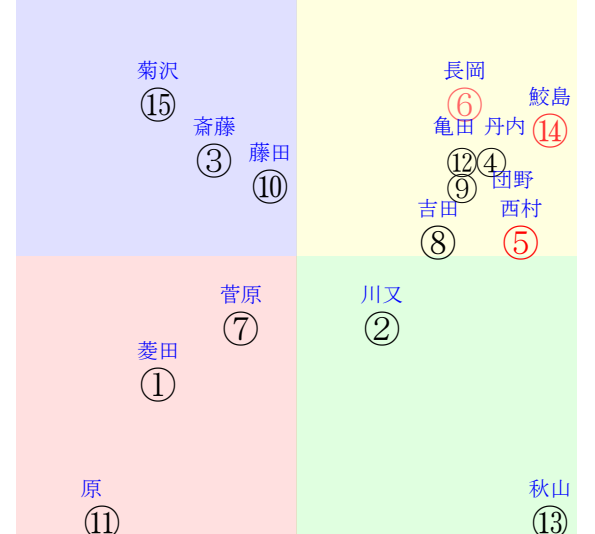 菊沢
⑮
斎藤
③
藤田
⑩
長岡
⑥
鮫島
⑭
亀田
⑫
丹内
④
団野
⑨
吉田
⑧
西村
⑤
菅原
⑦
川又
②
菱田
①
原
⑪
秋山
⑬